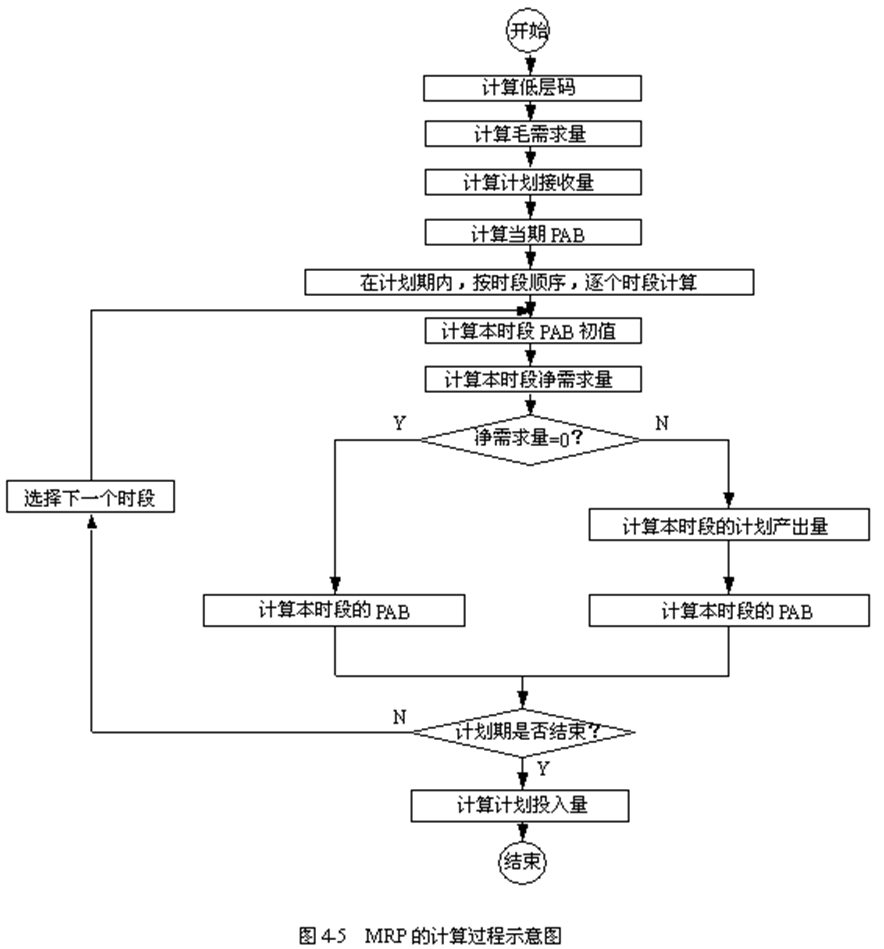 开始
计算低层码
计算毛需求量
计算计划接收量
计算当期 PAB
在计划期内，按时段顺序，逐个时段计算
计算本时段 PAB 初值
计算本时段净需求量
Y
净需求量=0？
N
选择下一个时段
计算本时段的计划产出量
计算本时段的 PAB
计算本时段的 PAB
N
计划期是否结束？
Y
计算计划投入量
结束
图 4-5 MRP 的计算过程示意图